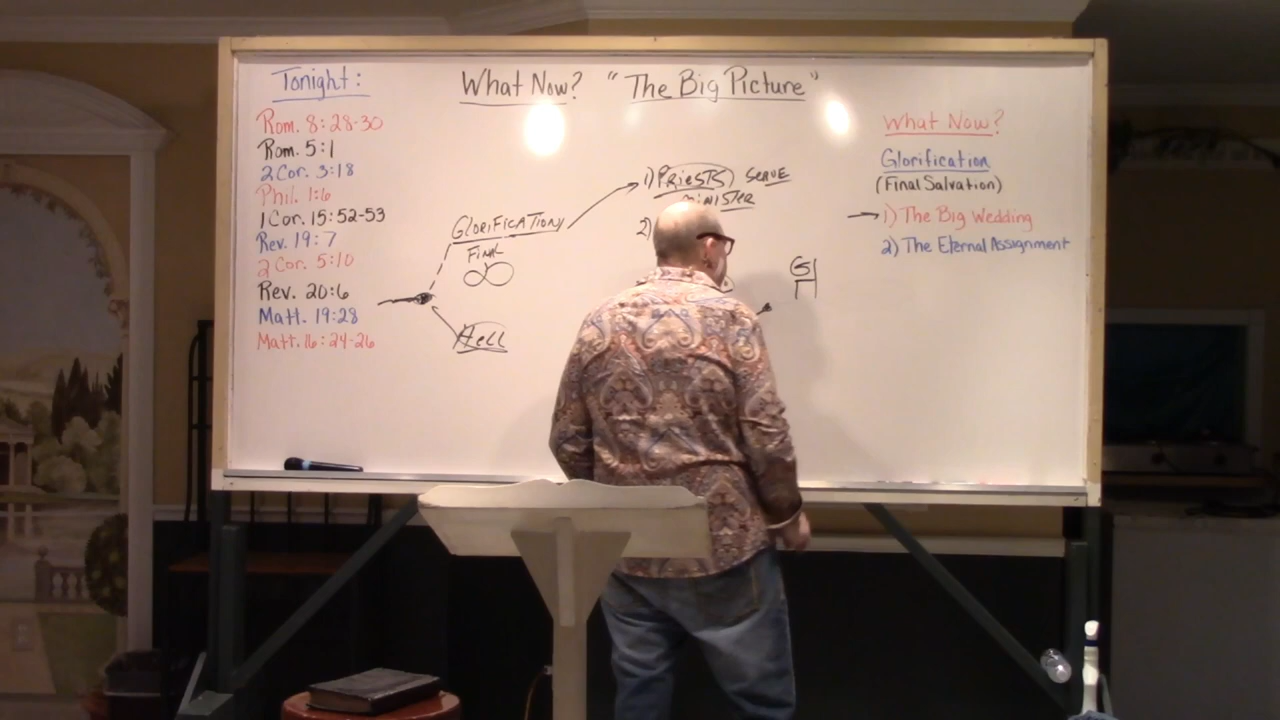 Tonight:
Rom. 8:28-30
Rom. 5:1
2 Cor. 3:18
Phil. 1:6
1 Cor. 15:52-53
Rev. 19:7
2 Cor. 5:10
Rev. 20:6
Matt. 19:28
Matt. 16:24-26
What Now? "The Big Picture"
1) PRIESTS SERVE
MINISTER
2)
GLORIFICATION
FINAL
HELL
What Now?
Glorification
(Final Salvation)
1) The Big Wedding
2) The Eternal Assignment